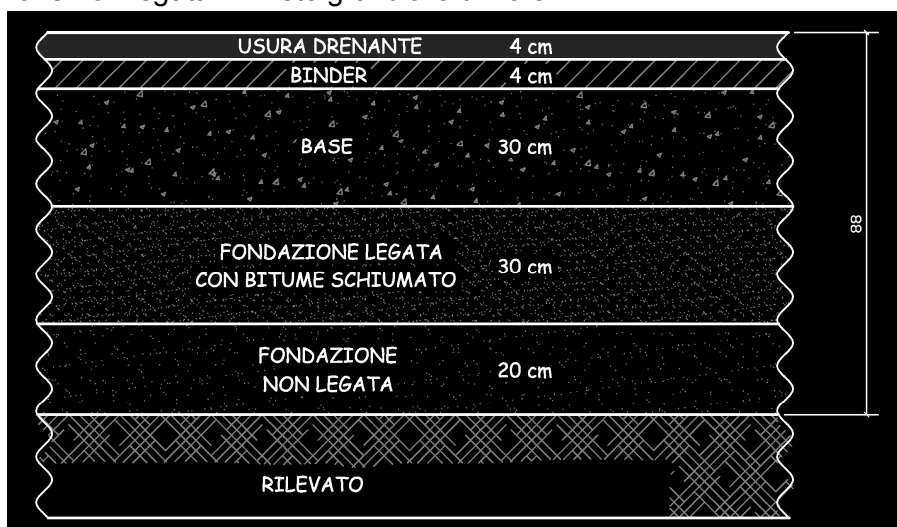 USURA DRENANTE 4 cm
BINDER 4 cm
BASE 30 cm
FONDAZIONE LEGATA
CON BITUME SCHIUMATO 30 cm
FONDAZIONE
NON LEGATA 20 cm
RILEVATO
88